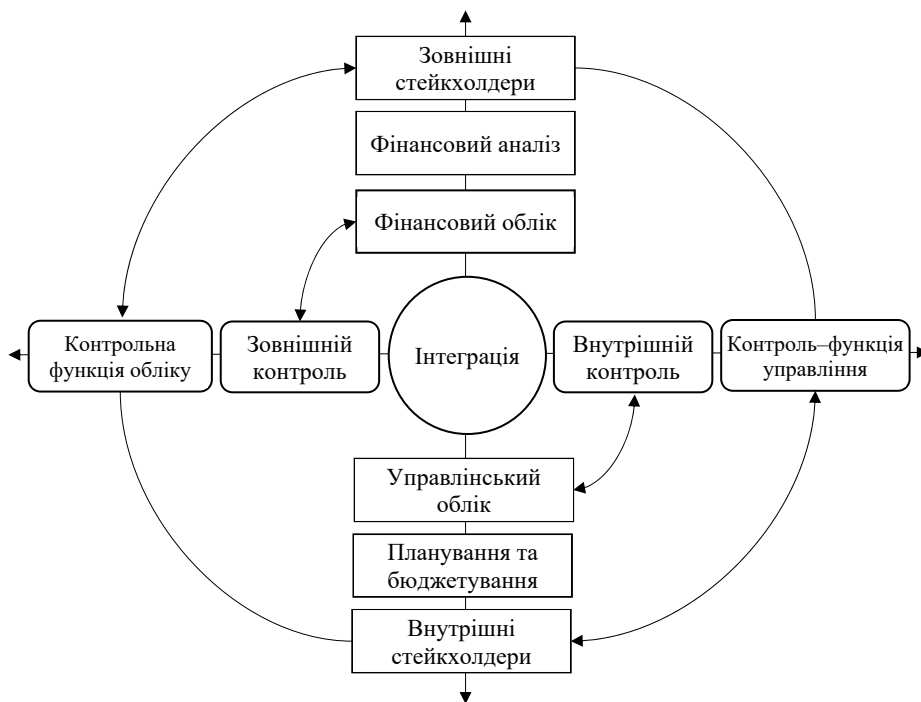 Зовнішні
стейкхолдери
Фінансовий аналіз
Фінансовий облік
Контрольна
функція обліку
Зовнішній
контроль
Інтеграція
Внутрішній
контроль
Контроль–функція
управління
Управлінський
облік
Планування та
бюджетування
Внутрішні
стейкхолдери